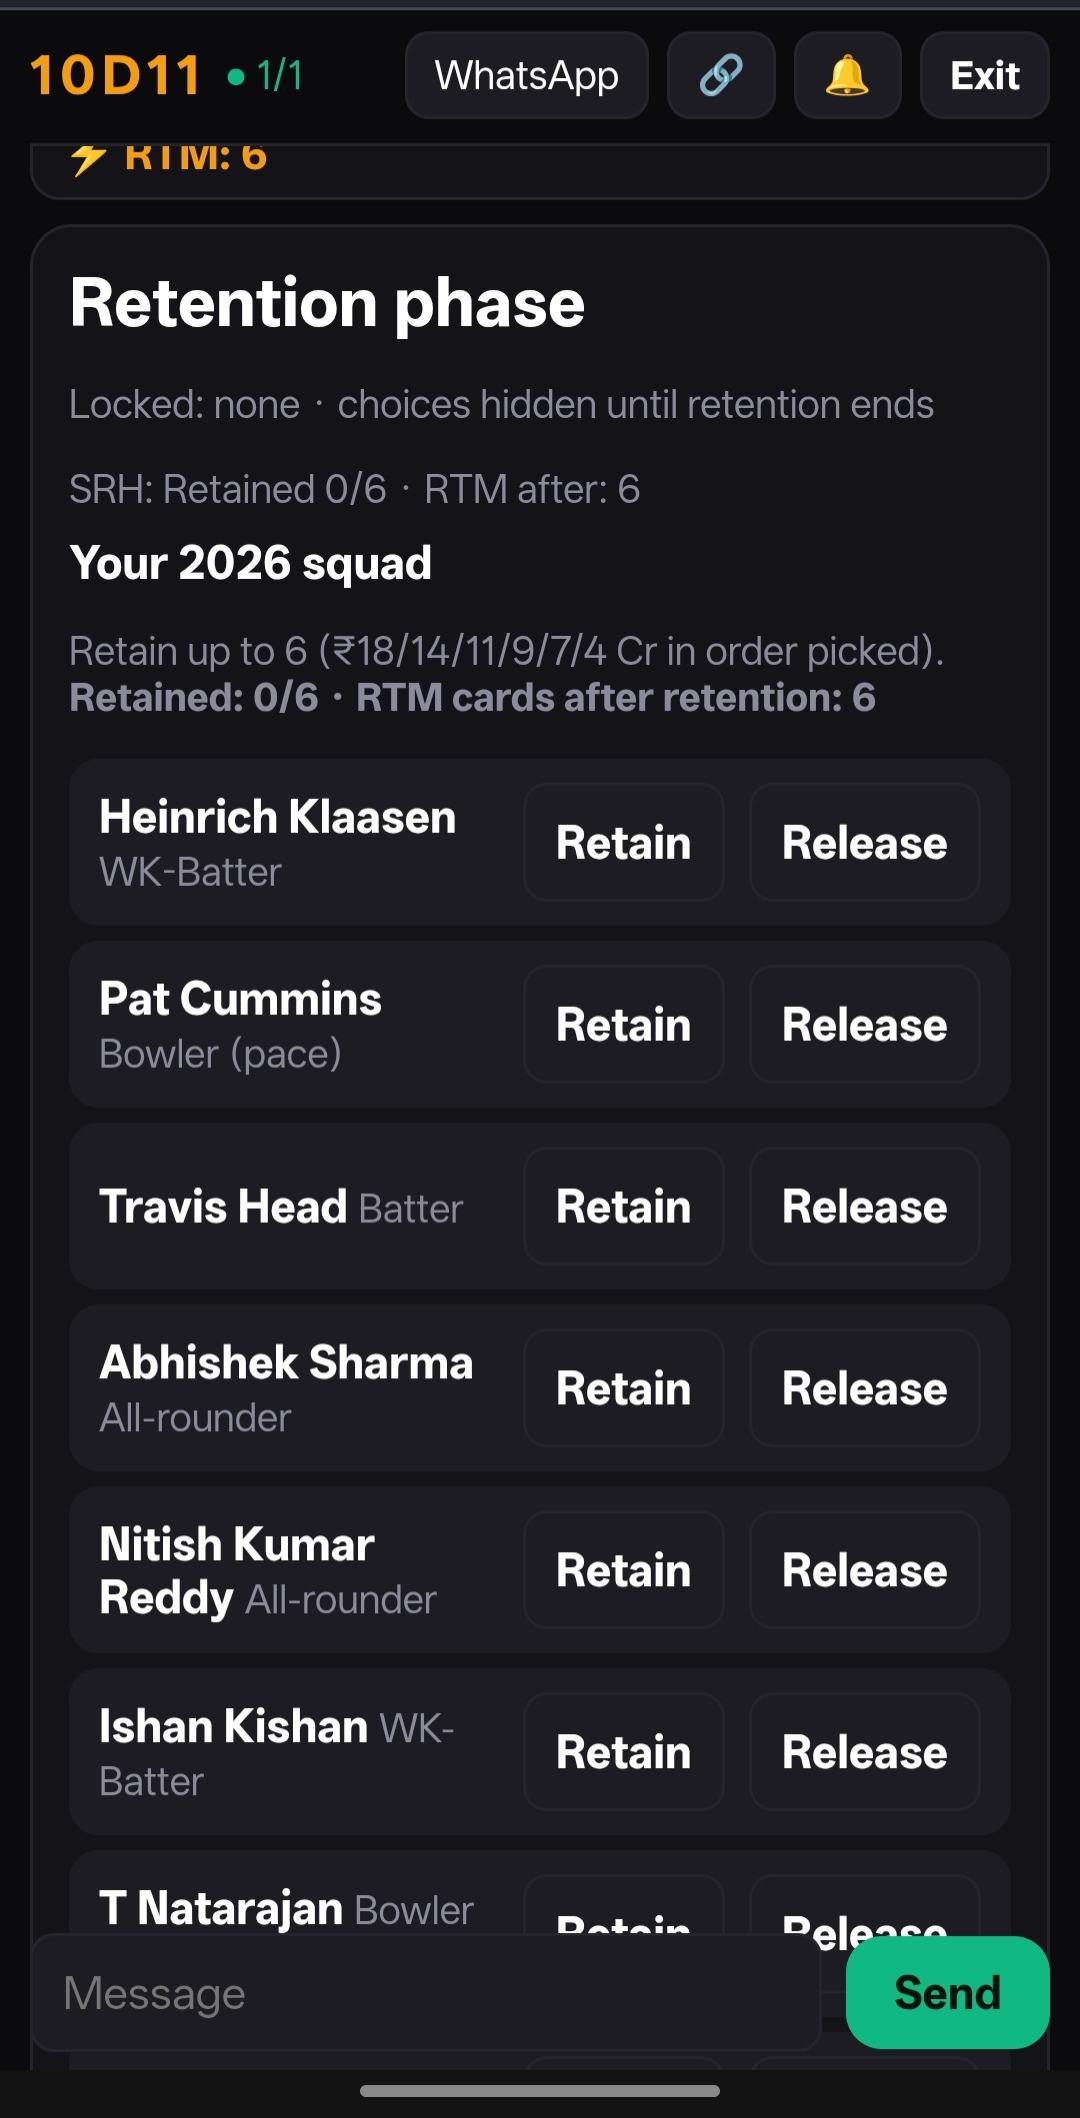 10D11 • 1/1 WhatsApp 🔗 🔔 Exit
⚡ RTM: 6
Retention phase
Locked: none · choices hidden until retention ends
SRH: Retained 0/6 · RTM after: 6
Your 2026 squad
Retain up to 6 (₹18/14/11/9/7/4 Cr in order picked).
Retained: 0/6 · RTM cards after retention: 6
Heinrich Klaasen
WK-Batter
Retain Release
Pat Cummins
Bowler (pace)
Retain Release
Travis Head Batter
Retain Release
Abhishek Sharma
All-rounder
Retain Release
Nitish Kumar
Reddy All-rounder
Retain Release
Ishan Kishan WK-
Batter
Retain Release
T Natarajan Bowler
Retain Release
Message Send